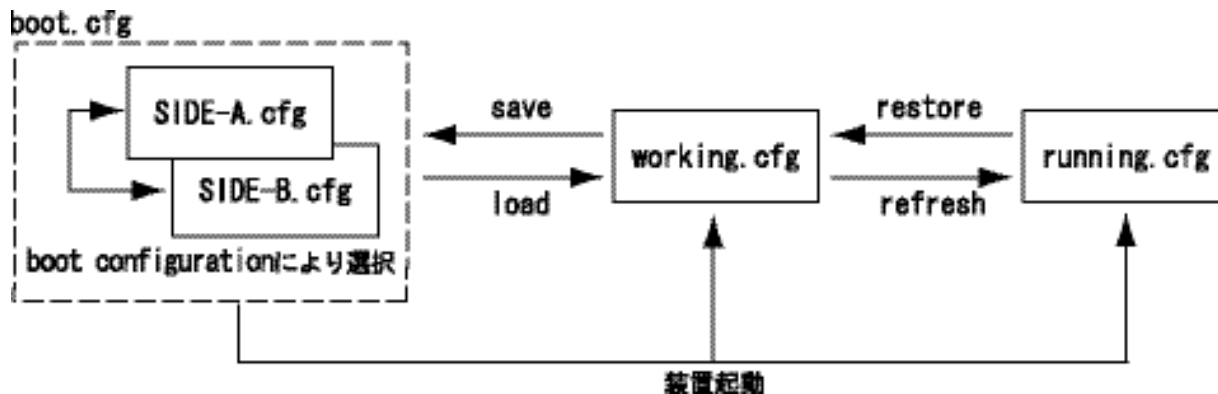 boot.cfg
SIDE-A.cfg
SIDE-B.cfg
boot configurationにより選択
save
load
working.cfg
restore
refresh
running.cfg
装置起動